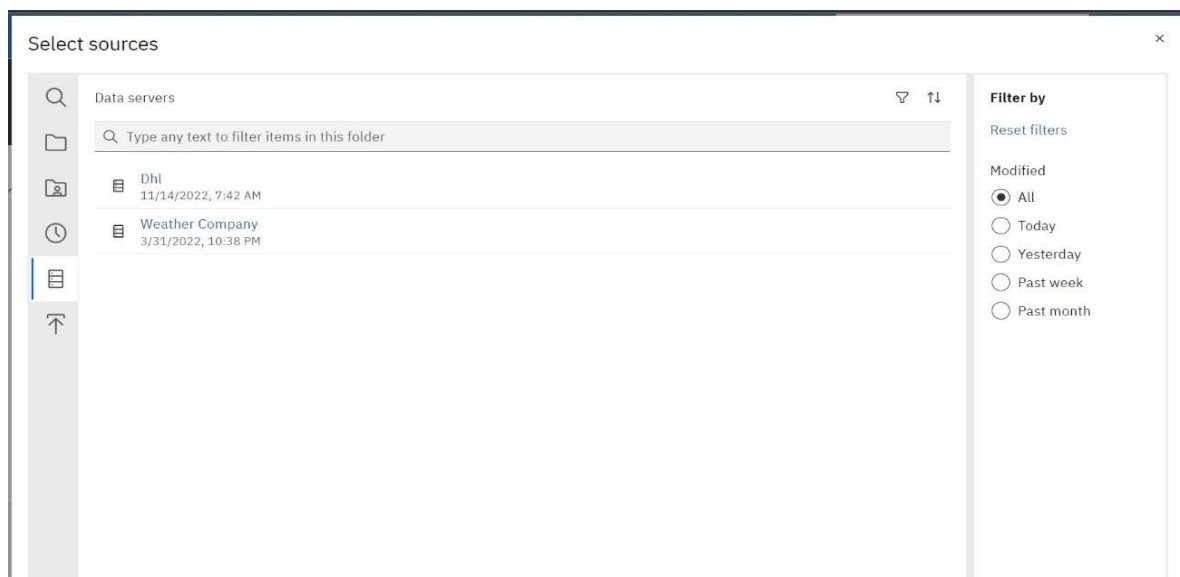 Select sources
Data servers
Type any text to filter items in this folder
Dhl
11/14/2022, 7:42 AM
Weather Company
3/31/2022, 10:38 PM
Filter by
Reset filters
Modified
All
Today
Yesterday
Past week
Past month